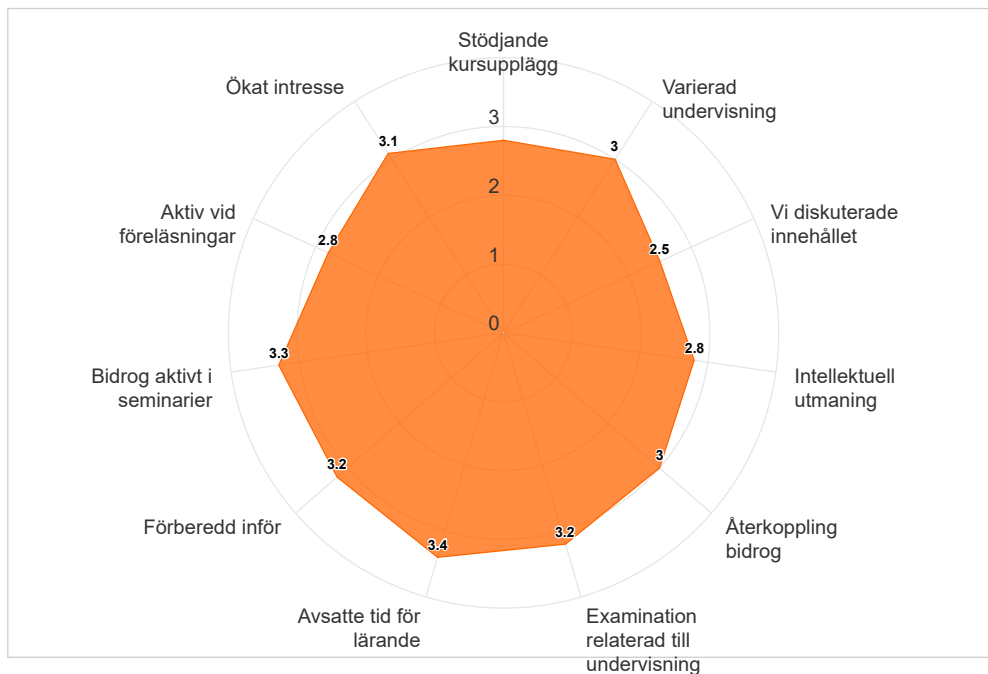 Stödjande
kursupplägg
Ökat intresse
Varierad
undervisning
3
3.1
3
2
Aktiv vid
föreläsningar
Vi diskuterade
innehållet
2.8
2.5
1
0
3.3
2.8
Bidrog aktivt i
seminarier
Intellektuell
utmaning
3.2
3
Förberedd inför
Återkoppling
bidrog
3.4
3.2
Avsatte tid för
lärande
Examination
relaterad till
undervisning